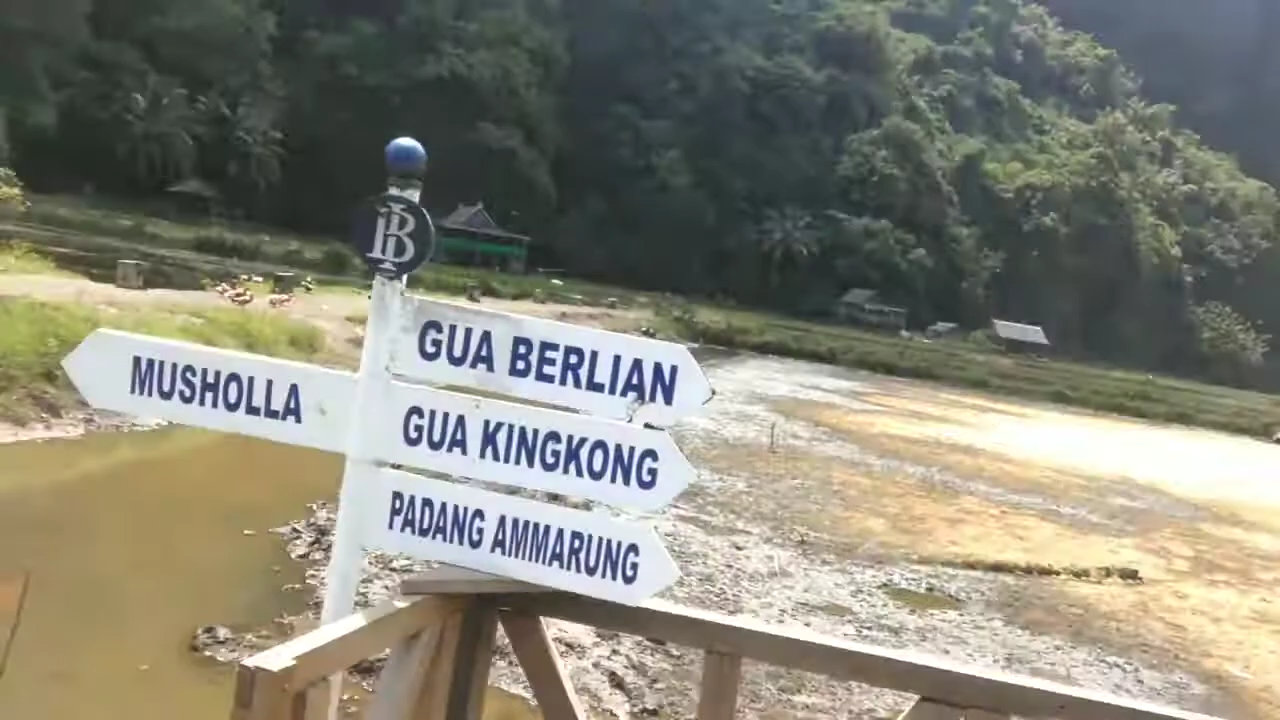 BI
GUA BERLIAN
MUSHOLLA
GUA KINGKONG
PADANG AMMARUNG